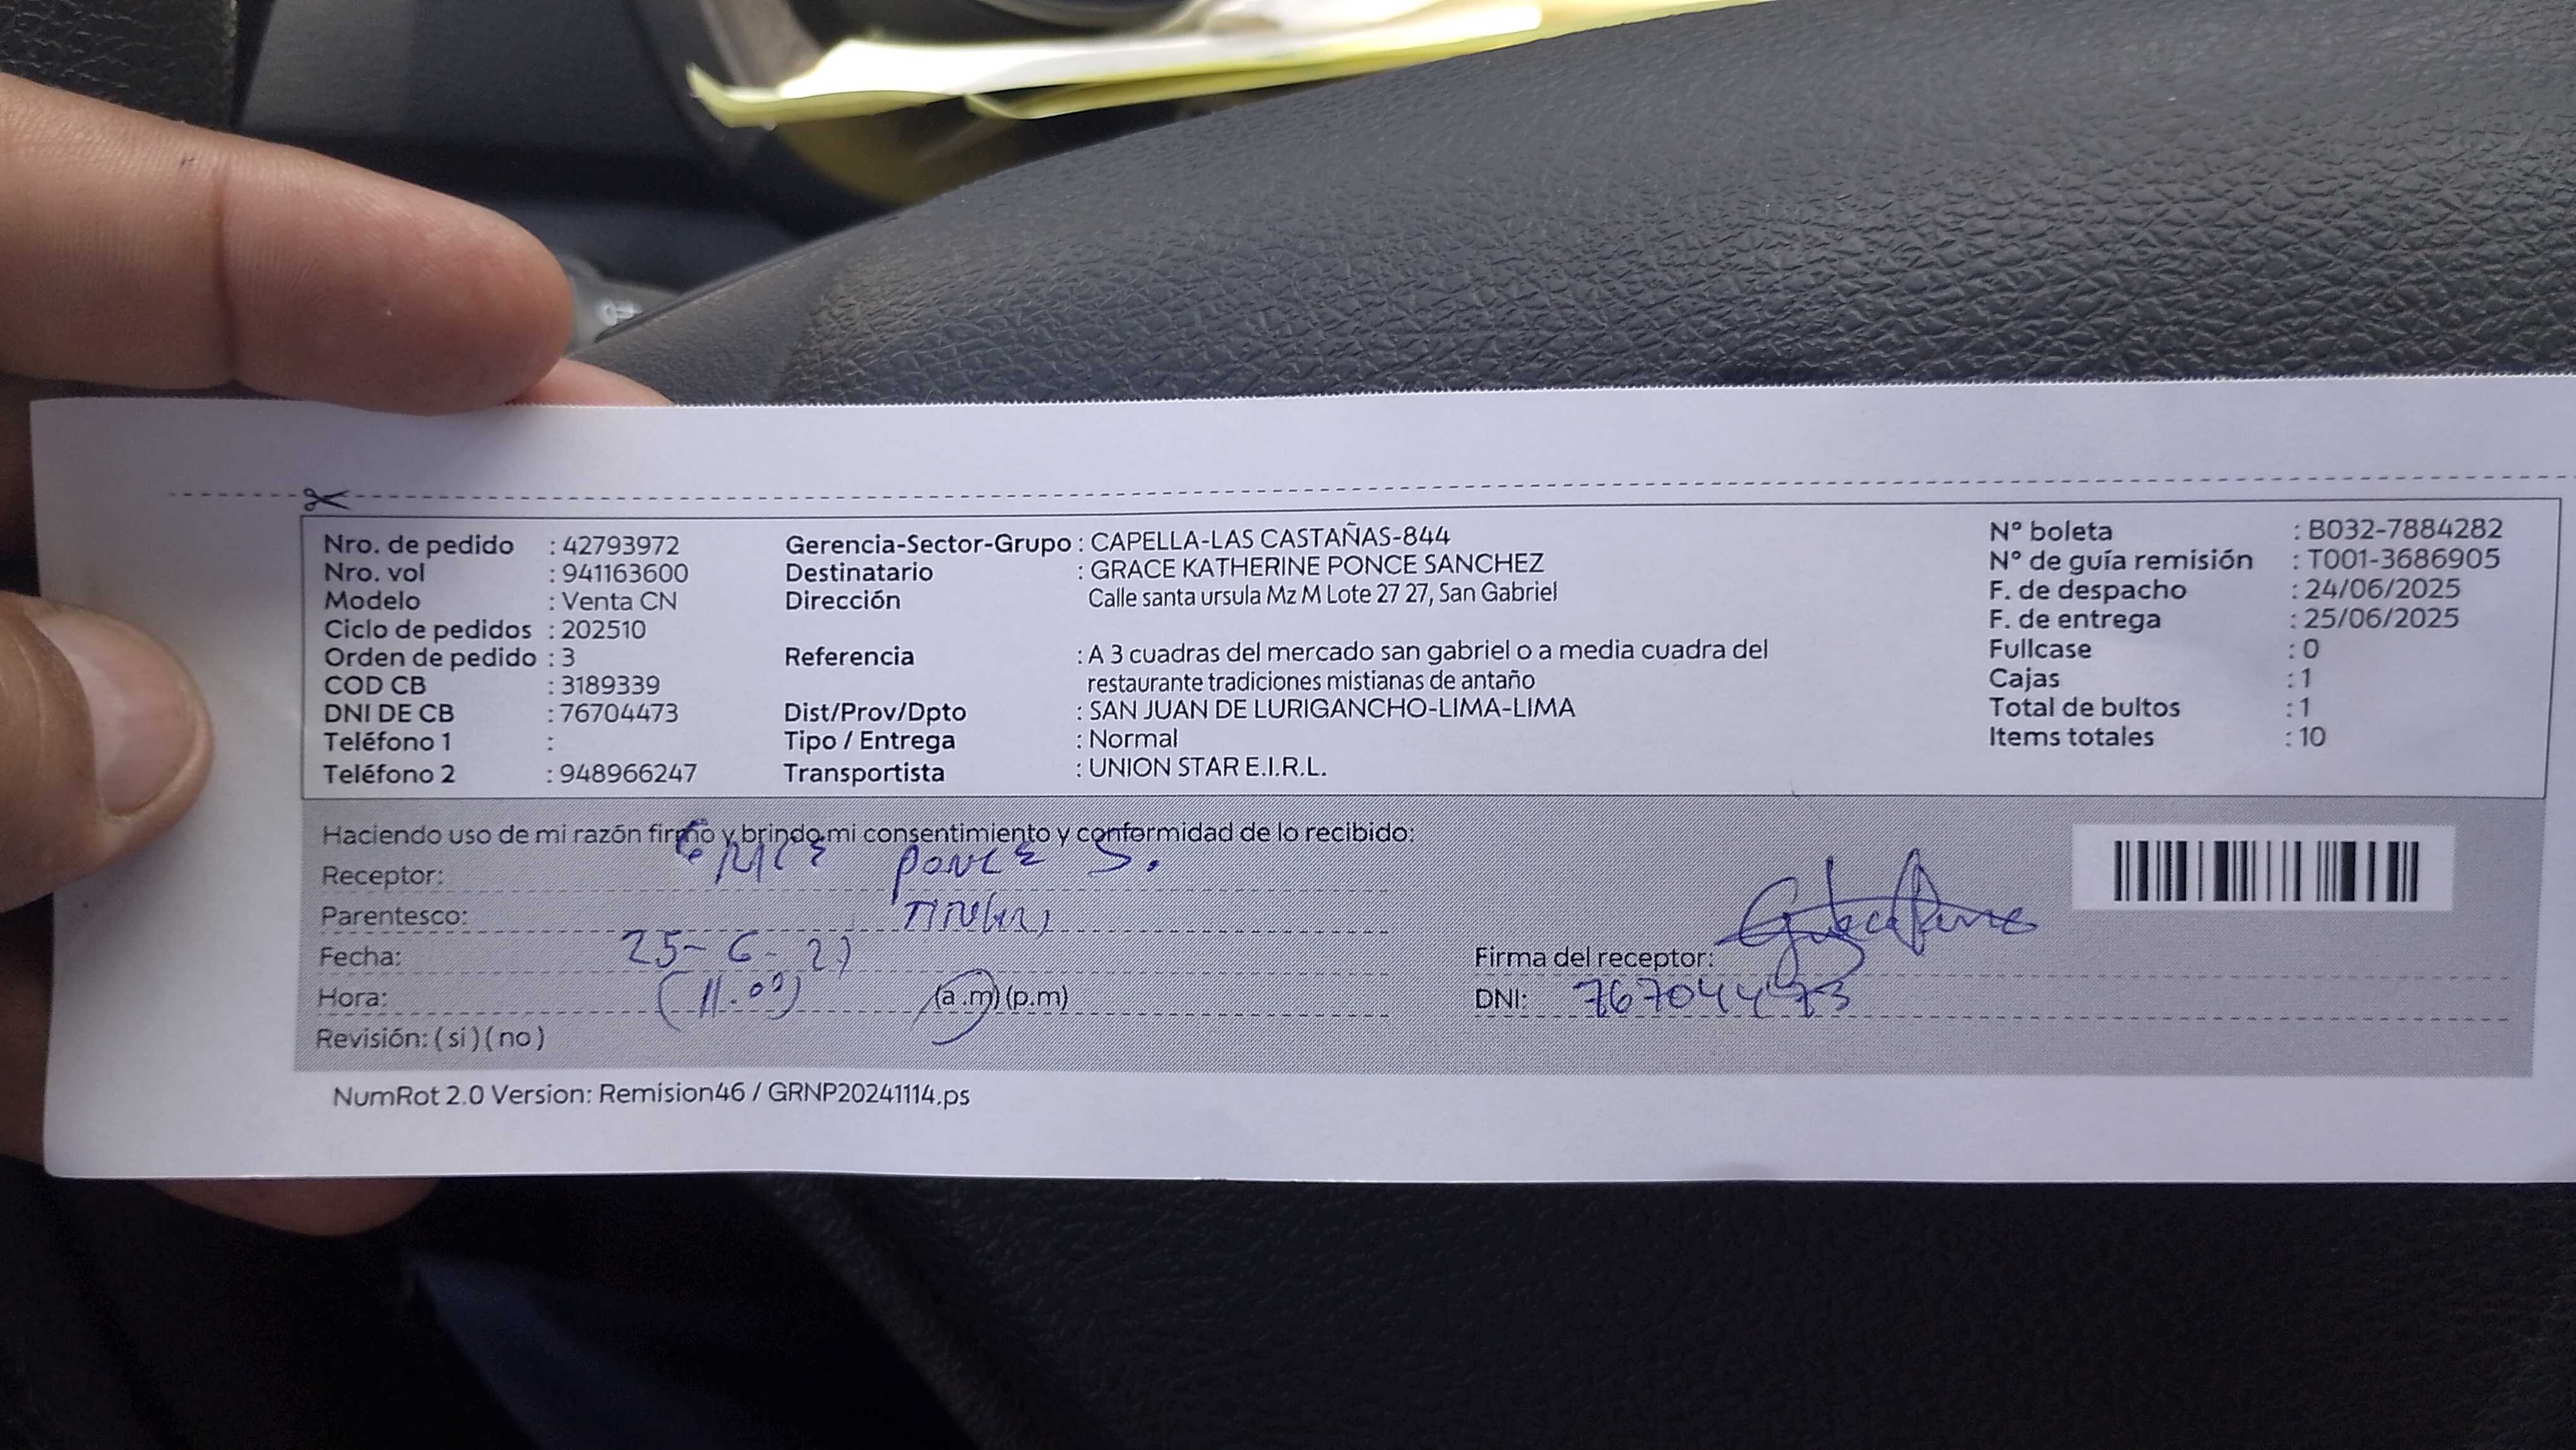 Nro. de pedido : 42793972
Nro. vol : 941163600
Modelo : Venta CN
Ciclo de pedidos : 202510
Orden de pedido : 3
COD CB : 3189339
DNI DE CB : 76704473
Teléfono 1 :
Teléfono 2 : 948966247
Gerencia-Sector-Grupo : CAPELLA-LAS CASTAÑAS-844
Destinatario : GRACE KATHERINE PONCE SANCHEZ
Dirección Calle santa ursula Mz M Lote 27 27, San Gabriel
Referencia : A 3 cuadras del mercado san gabriel o a media cuadra del
restaurante tradiciones mistianas de antaño
Dist/Prov/Dpto : SAN JUAN DE LURIGANCHO-LIMA-LIMA
Tipo / Entrega : Normal
Transportista : UNION STAR E.I.R.L.
N° boleta : B032-7884282
N° de guía remisión : T001-3686905
F. de despacho : 24/06/2025
F. de entrega : 25/06/2025
Fullcase : 0
Cajas : 1
Total de bultos : 1
Items totales : 10
Haciendo uso de mi razón firmo y brindo mi consentimiento y conformidad de lo recibido:
Receptor: Grace Ponce S.
Parentesco:
Fecha: 25-6-
Hora: (11.00) (a.m) (p.m)
Revisión: ( si ) ( no )
Firma del receptor:
DNI: 76704473
NumRot 2.0 Version: Remision46 / GRNP20241114.ps